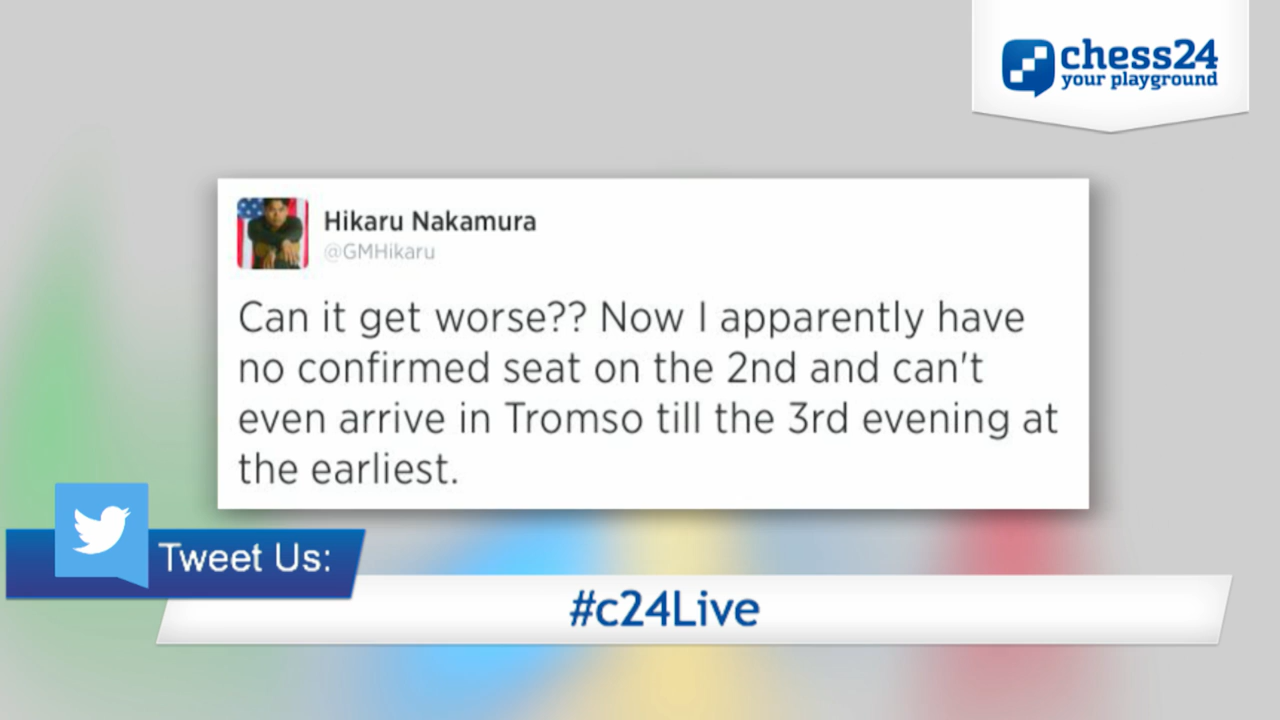 chess24
your playground
Hikaru Nakamura
@GMHikaru
Can it get worse?? Now I apparently have
no confirmed seat on the 2nd and can't
even arrive in Tromso till the 3rd evening at
the earliest.
Tweet Us:
#c24Live